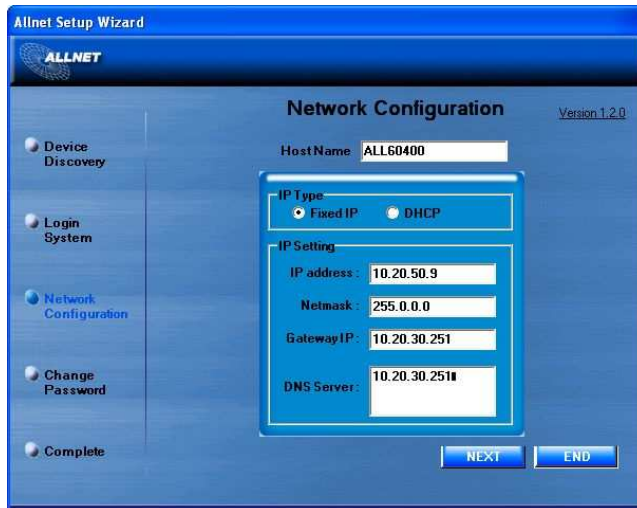 Allnet Setup Wizard
ALLNET
Network Configuration
Version 1.2.0
Device
Discovery
Login
System
Network
Configuration
Change
Password
Complete
HostName ALL60400
IP Type
Fixed IP DHCP
IP Setting
IP address : 10.20.50.9
Netmask : 255.0.0.0
Gateway IP : 10.20.30.251
DNS Server : 10.20.30.251
NEXT END